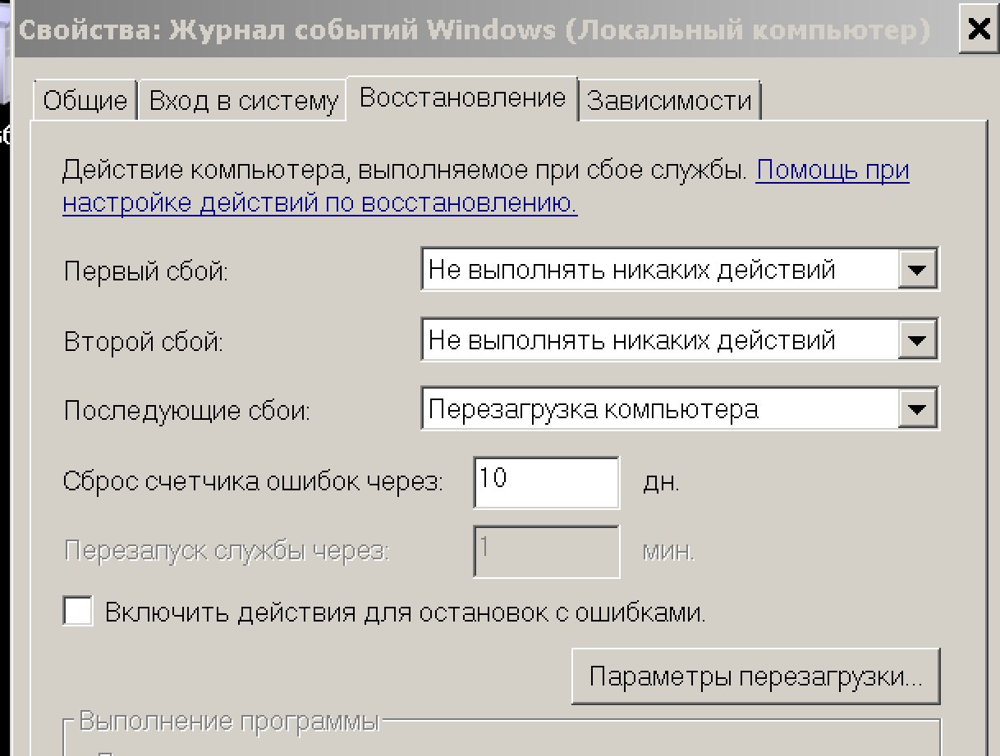 Свойства: Журнал событий Windows (Локальный компьютер)
Общие
Вход в систему
Восстановление
Зависимости
Действие компьютера, выполняемое при сбое службы. Помощь при
настройке действий по восстановлению.
Первый сбой: Не выполнять никаких действий
Второй сбой: Не выполнять никаких действий
Последующие сбои: Перезагрузка компьютера
Сброс счетчика ошибок через: 10 дн.
Перезапуск службы через: 1 мин.
Включить действия для остановок с ошибками.
Параметры перезагрузки...
Выполнение программы